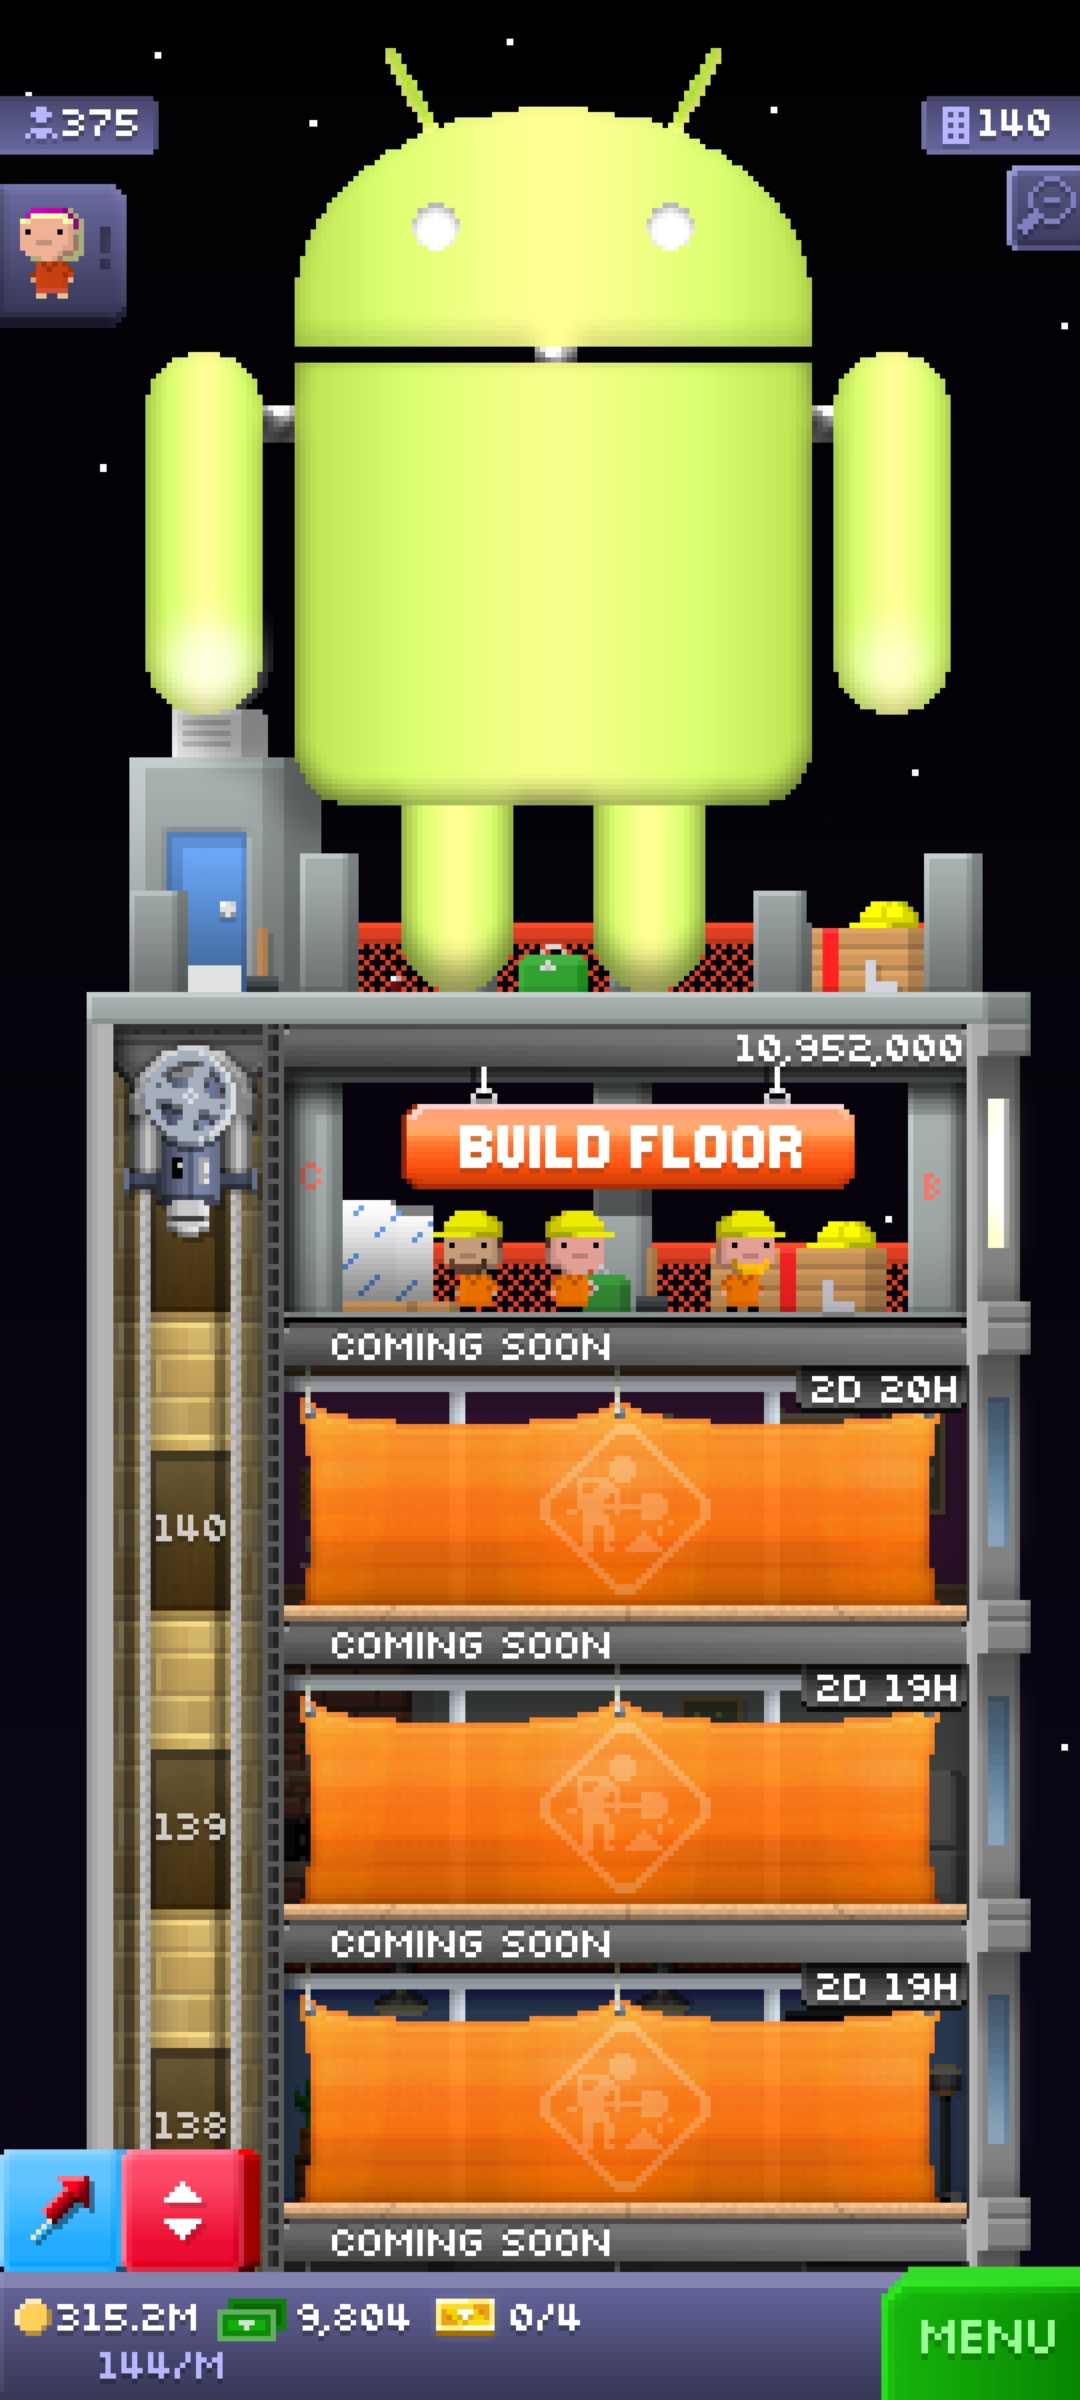 375
140
!
10,952,000
BUILD FLOOR
C
B
COMING SOON
2D 20H
140
COMING SOON
2D 19H
139
COMING SOON
2D 19H
138
COMING SOON
315.2M 9,804 0/4
144/M
MENU